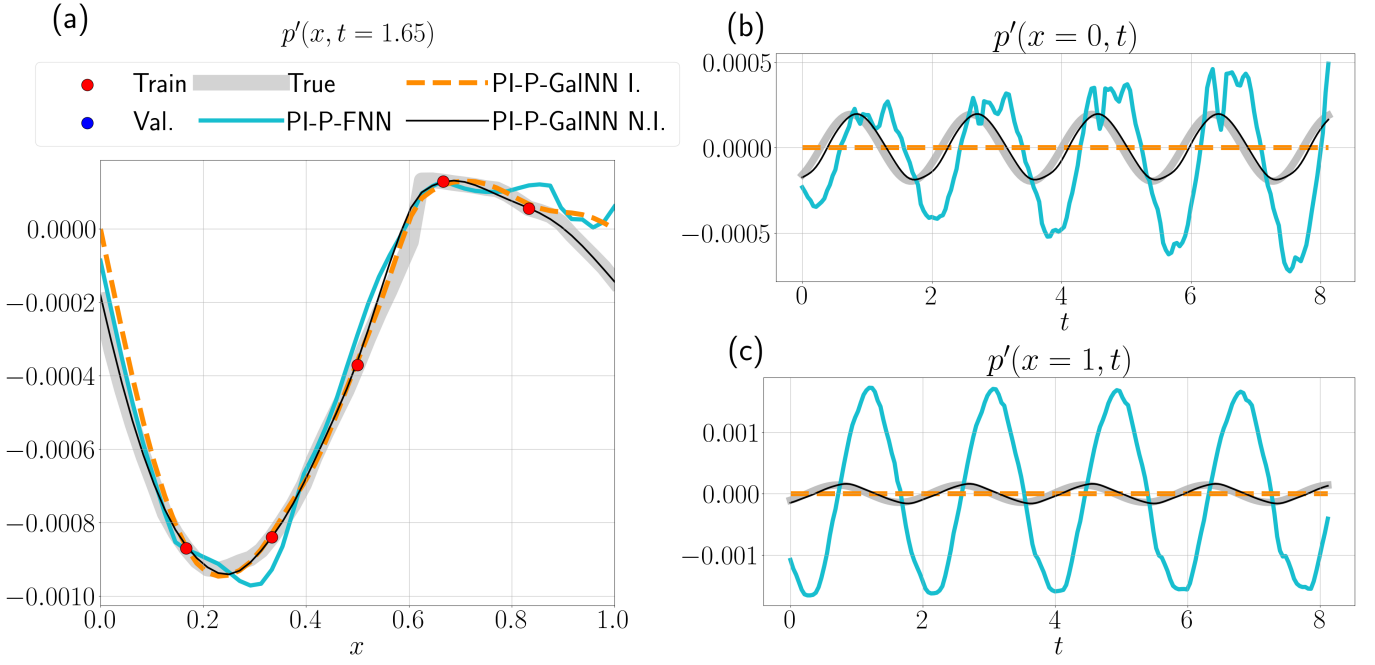 (a)
p′(x, t = 1.65)
Train
True
PI-P-GalNN I.
Val.
PI-P-FNN
PI-P-GalNN N.I.
0.0000
−0.0002
−0.0004
−0.0006
−0.0008
−0.0010
0.0 0.2 0.4 0.6 0.8 1.0
x
(b)
p′(x = 0, t)
0.0005
0.0000
−0.0005
0 2 4 6 8
t
(c)
p′(x = 1, t)
0.001
0.000
−0.001
0 2 4 6 8
t